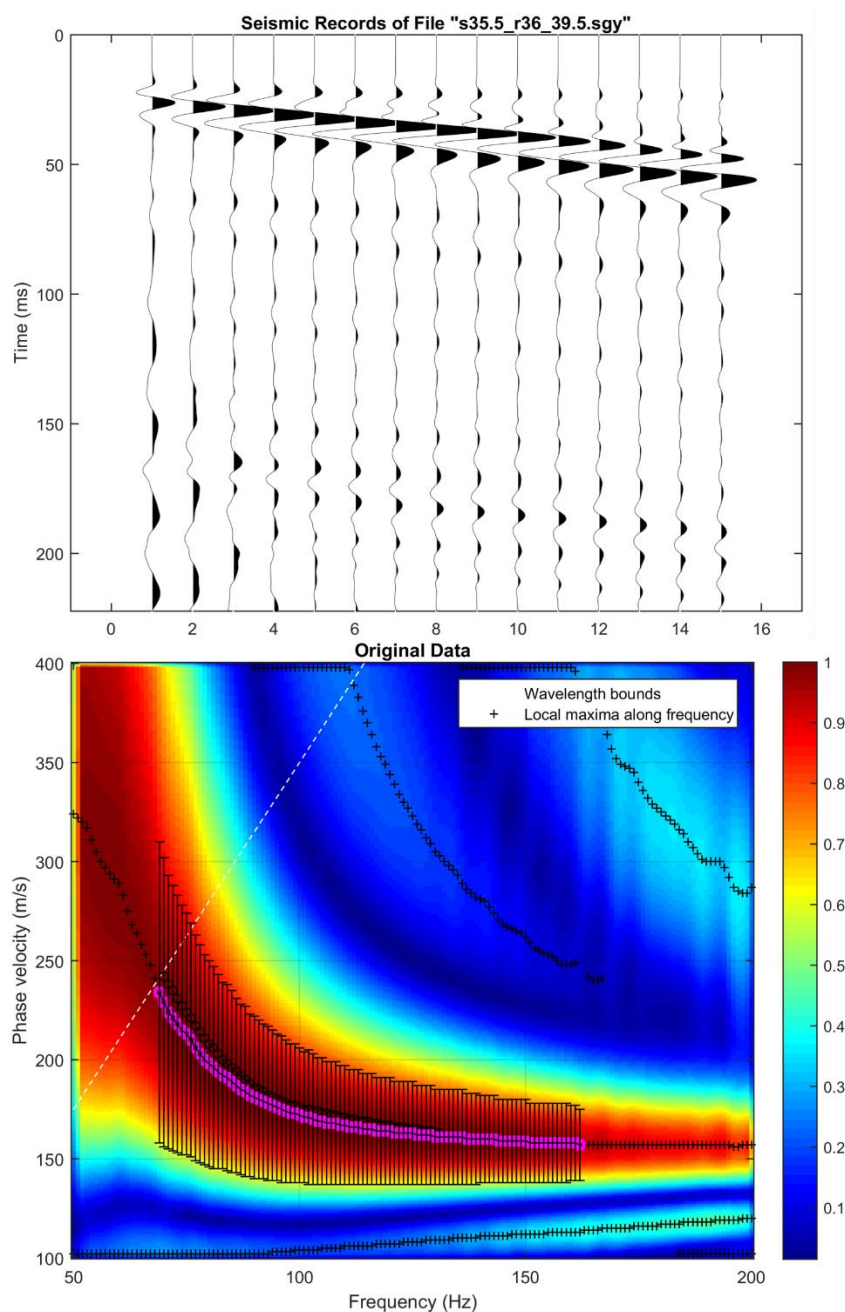 Seismic Records of File "s35.5_r36_39.5.sgy"
0
50
100
150
200
Time (ms)
0 2 4 6 8 10 12 14 16
Original Data
400
350
300
250
200
150
100
Phase velocity (m/s)
Wavelength bounds
Local maxima along frequency
50 100 150 200
Frequency (Hz)
1
0.9
0.8
0.7
0.6
0.5
0.4
0.3
0.2
0.1